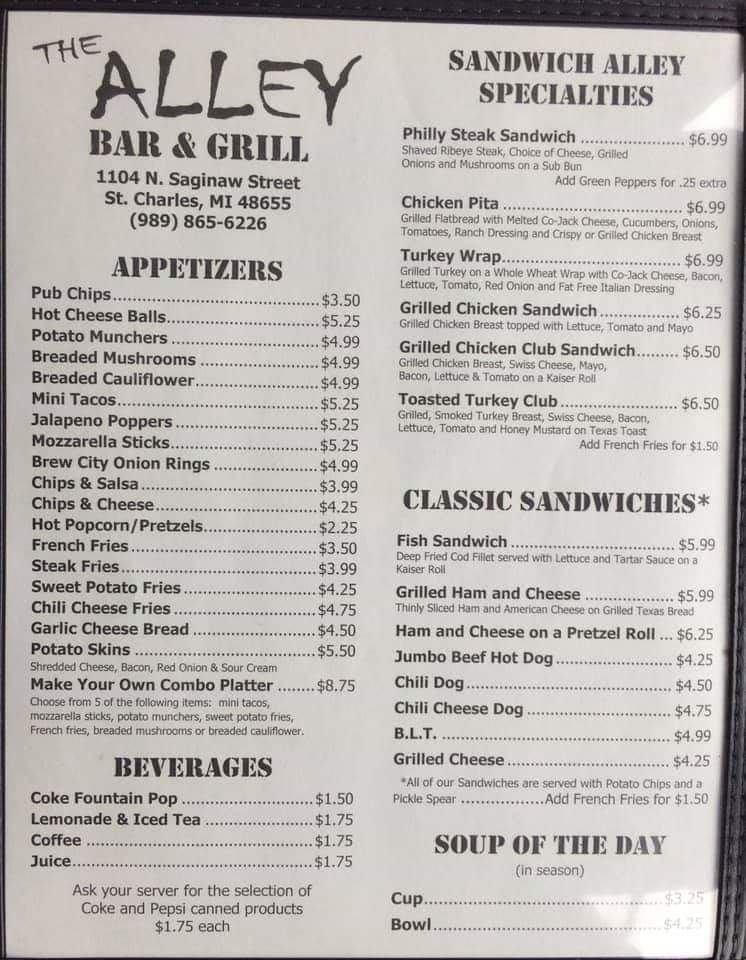 THE
ALLEY
BAR & GRILL
1104 N. Saginaw Street
St. Charles, MI 48655
(989) 865-6226
APPETIZERS
Pub Chips....................................$3.50
Hot Cheese Balls...........................$5.25
Potato Munchers ..........................$4.99
Breaded Mushrooms .....................$4.99
Breaded Cauliflower......................$4.99
Mini Tacos...................................$5.25
Jalapeno Poppers .........................$5.25
Mozzarella Sticks..........................$5.25
Brew City Onion Rings ..................$4.99
Chips & Salsa ...............................$3.99
Chips & Cheese.............................$4.25
Hot Popcorn/Pretzels....................$2.25
French Fries .................................$3.50
Steak Fries...................................$3.99
Sweet Potato Fries ........................$4.25
Chili Cheese Fries .........................$4.75
Garlic Cheese Bread ......................$4.50
Potato Skins ................................$5.50
Shredded Cheese, Bacon, Red Onion & Sour Cream
Make Your Own Combo Platter .......$8.75
Choose from 5 of the following items: mini tacos,
mozzarella sticks, potato munchers, sweet potato fries,
French fries, breaded mushrooms or breaded cauliflower.
BEVERAGES
Coke Fountain Pop .......................$1.50
Lemonade & Iced Tea ...................$1.75
Coffee ........................................$1.75
Juice...........................................$1.75
Ask your server for the selection of
Coke and Pepsi canned products
$1.75 each
SANDWICH ALLEY
SPECIALTIES
Philly Steak Sandwich ...................... $6.99
Shaved Ribeye Steak, Choice of Cheese, Grilled
Onions and Mushrooms on a Sub Bun
Add Green Peppers for .25 extra
Chicken Pita ...................................... $6.99
Grilled Flatbread with Melted Co-Jack Cheese, Cucumbers, Onions,
Tomatoes, Ranch Dressing and Crispy or Grilled Chicken Breast
Turkey Wrap...................................... $6.99
Grilled Turkey on a Whole Wheat Wrap with Co-Jack Cheese, Bacon,
Lettuce, Tomato, Red Onion and Fat Free Italian Dressing
Grilled Chicken Sandwich................. $6.25
Grilled Chicken Breast topped with Lettuce, Tomato and Mayo
Grilled Chicken Club Sandwich......... $6.50
Grilled Chicken Breast, Swiss Cheese, Mayo,
Bacon, Lettuce & Tomato on a Kaiser Roll
Toasted Turkey Club ......................... $6.50
Grilled, Smoked Turkey Breast, Swiss Cheese, Bacon,
Lettuce, Tomato and Honey Mustard on Texas Toast
Add French Fries for $1.50
CLASSIC SANDWICHES*
Fish Sandwich ................................... $5.99
Deep Fried Cod Fillet served with Lettuce and Tartar Sauce on a
Kaiser Roll
Grilled Ham and Cheese ................... $5.99
Thinly Sliced Ham and American Cheese on Grilled Texas Bread
Ham and Cheese on a Pretzel Roll ... $6.25
Jumbo Beef Hot Dog......................... $4.25
Chili Dog............................................ $4.50
Chili Cheese Dog ............................... $4.75
B.L.T. ................................................. $4.99
Grilled Cheese ................................... $4.25
*All of our Sandwiches are served with Potato Chips and a
Pickle Spear .................Add French Fries for $1.50
SOUP OF THE DAY
(in season)
Cup....................................................$3.25
Bowl..................................................$4.25